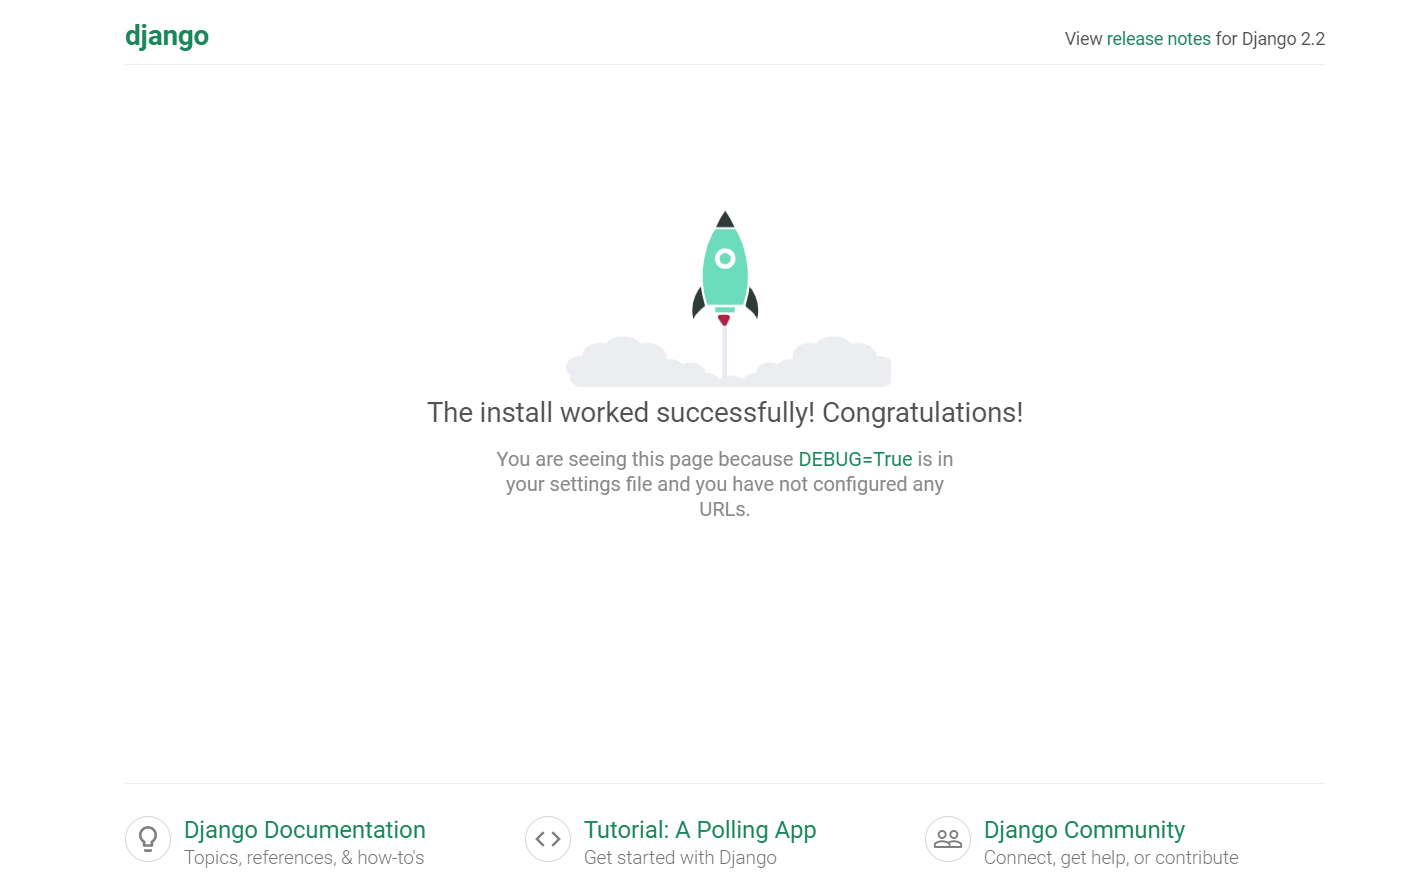 django
View release notes for Django 2.2
The install worked successfully! Congratulations!
You are seeing this page because DEBUG=True is in
your settings file and you have not configured any
URLs.
Django Documentation
Topics, references, & how-to's
Tutorial: A Polling App
Get started with Django
Django Community
Connect, get help, or contribute